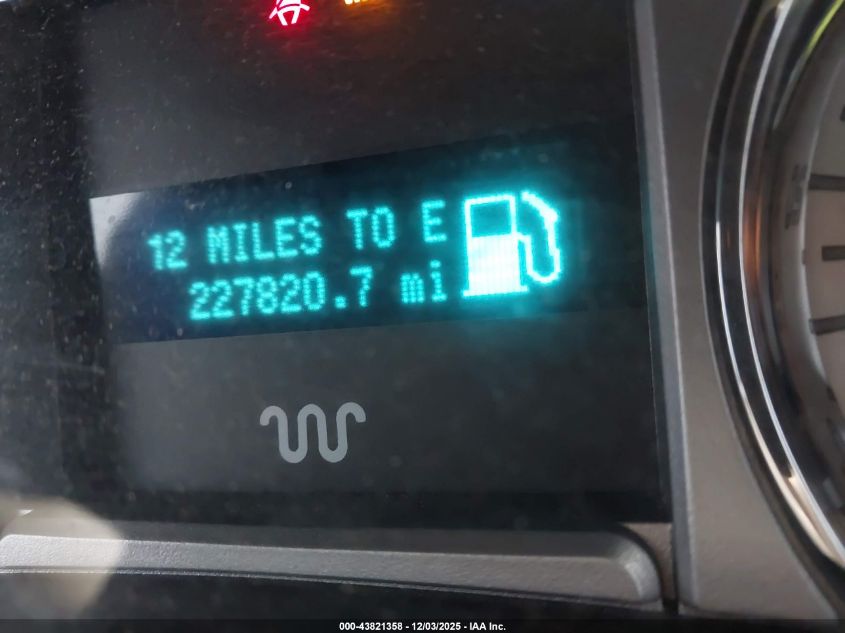 12 MILES TO E
227820.7 mi
000-43821358 - 12/03/2025 - IAA Inc.